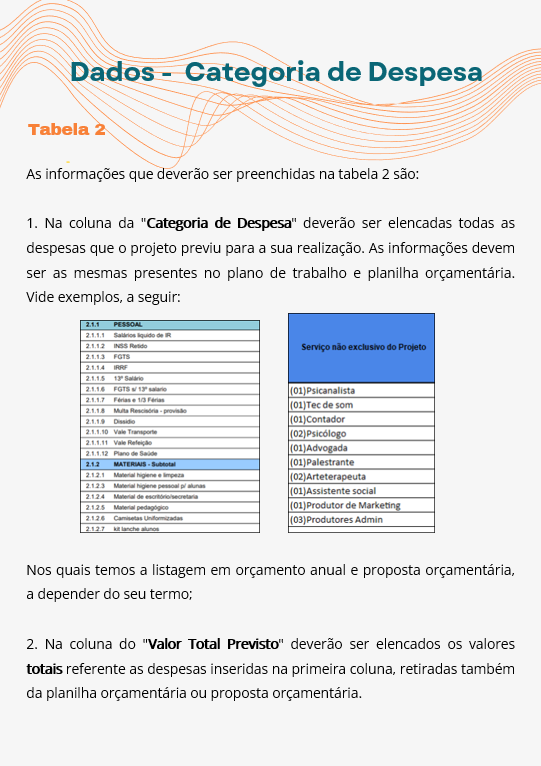 Dados - Categoria de Despesa
Tabela 2
As informações que deverão ser preenchidas na tabela 2 são:
1. Na coluna da "Categoria de Despesa" deverão ser elencadas todas as
despesas que o projeto previu para a sua realização. As informações devem
ser as mesmas presentes no plano de trabalho e planilha orçamentária.
Vide exemplos, a seguir:
2.1.1 PESSOAL
2.1.1.1 Salários líquido de IR
2.1.1.2 INSS Retido
2.1.1.3 FGTS
2.1.1.4 IRRF
2.1.1.5 13º Salário
2.1.1.6 FGTS s/ 13º salario
2.1.1.7 Férias e 1/3 Férias
2.1.1.8 Multa Rescisória - provisão
2.1.1.9 Dissídio
2.1.1.10 Vale Transporte
2.1.1.11 Vale Refeição
2.1.1.12 Plano de Saúde
2.1.2 MATERIAIS - Subtotal
2.1.2.1 Material higiene e limpeza
2.1.2.3 Material higiene pessoal p/ alunas
2.1.2.4 Material de escritório/secretaria
2.1.2.5 Material pedagógico
2.1.2.6 Camisetas Uniformizadas
2.1.2.7 kit lanche alunos
Serviço não exclusivo do Projeto
(01)Psicanalista
(01)Tec de som
(01)Contador
(02)Psicólogo
(01)Advogada
(01)Palestrante
(02)Arteterapeuta
(01)Assistente social
(01)Produtor de Marketing
(03)Produtores Admin
Nos quais temos a listagem em orçamento anual e proposta orçamentária,
a depender do seu termo;
2. Na coluna do "Valor Total Previsto" deverão ser elencados os valores
totais referente as despesas inseridas na primeira coluna, retiradas também
da planilha orçamentária ou proposta orçamentária.